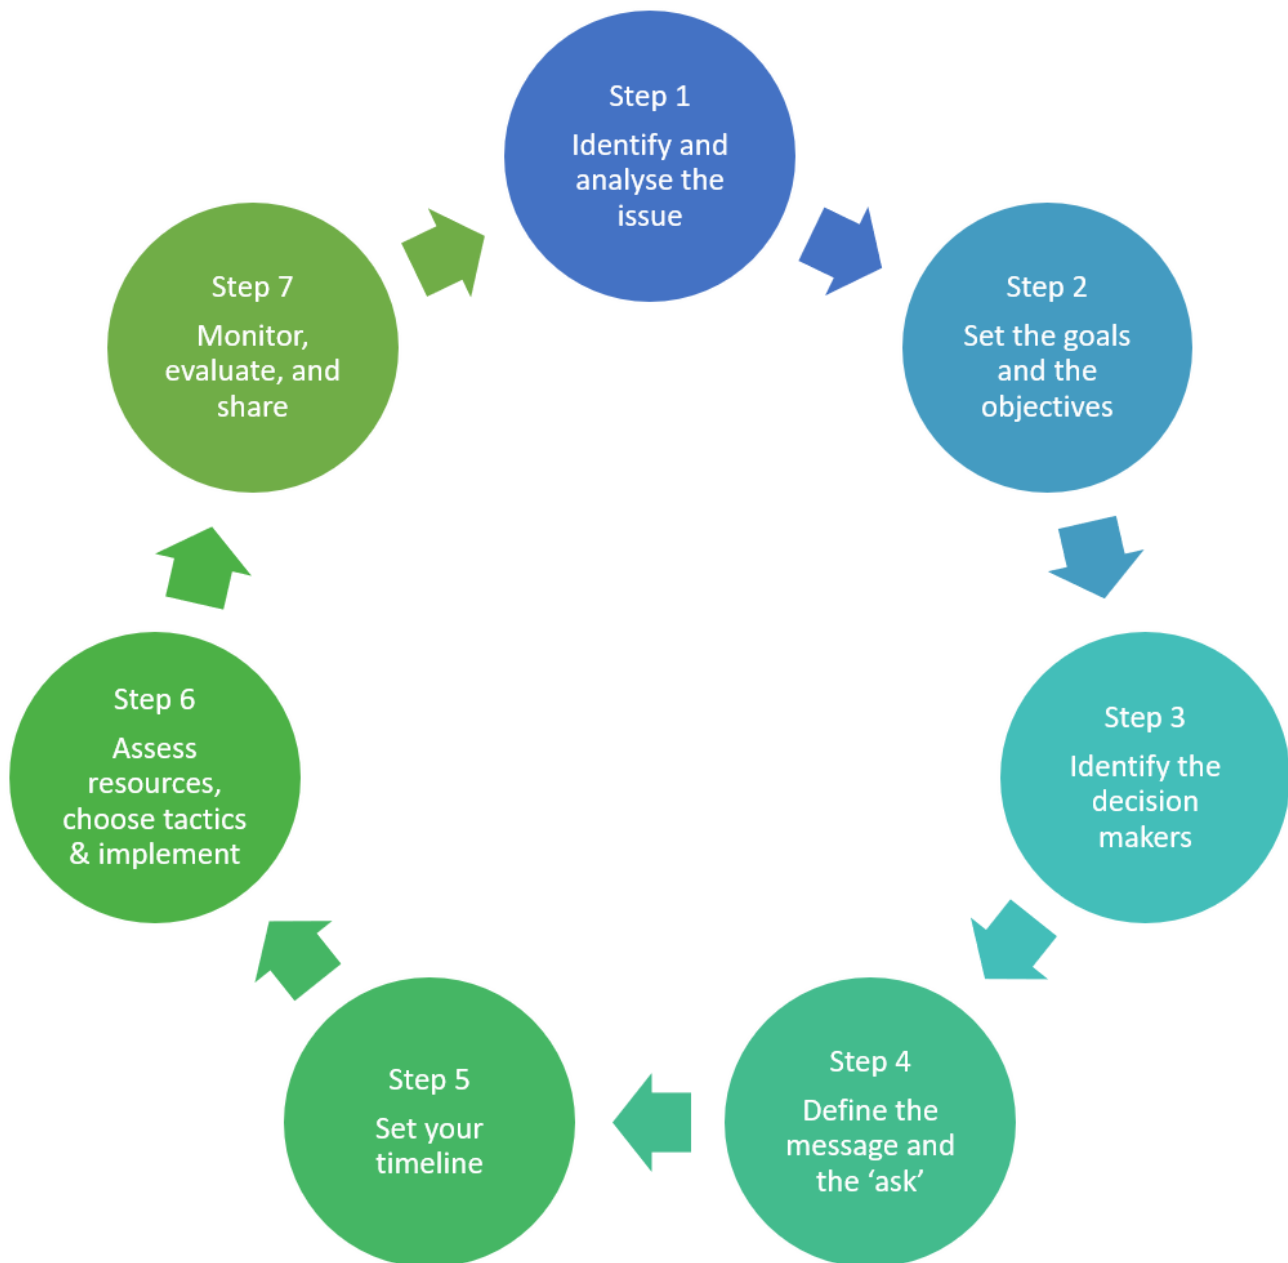 Step 1
Identify and
analyse the
issue
Step 2
Set the goals
and the
objectives
Step 3
Identify the
decision
makers
Step 4
Define the
message and
the ‘ask’
Step 5
Set your
timeline
Step 6
Assess
resources,
choose tactics
& implement
Step 7
Monitor,
evaluate, and
share